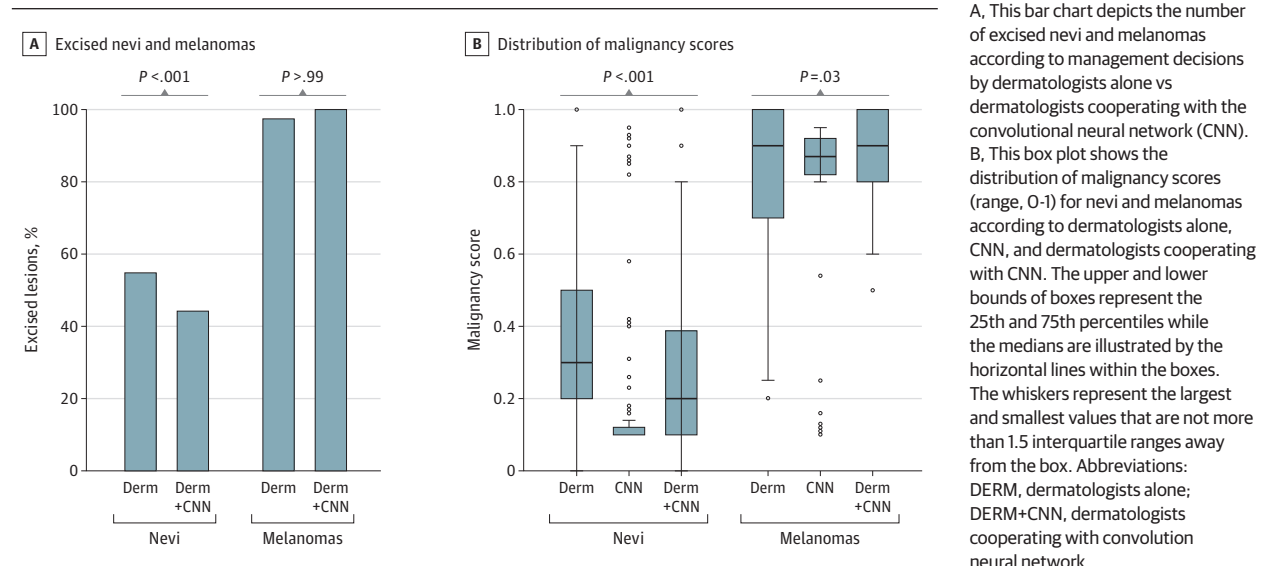 A Excised nevi and melanomas
P <.001
P >.99
Excised lesions, %
100
80
60
40
20
0
Derm
Derm
+CNN
Derm
Derm
+CNN
Nevi
Melanomas
B Distribution of malignancy scores
P <.001
P =.03
Malignancy score
1.0
0.8
0.6
0.4
0.2
0
Derm
CNN
Derm
+CNN
Derm
CNN
Derm
+CNN
Nevi
Melanomas
A, This bar chart depicts the number
of excised nevi and melanomas
according to management decisions
by dermatologists alone vs
dermatologists cooperating with the
convolutional neural network (CNN).
B, This box plot shows the
distribution of malignancy scores
(range, 0-1) for nevi and melanomas
according to dermatologists alone,
CNN, and dermatologists cooperating
with CNN. The upper and lower
bounds of boxes represent the
25th and 75th percentiles while
the medians are illustrated by the
horizontal lines within the boxes.
The whiskers represent the largest
and smallest values that are not more
than 1.5 interquartile ranges away
from the box. Abbreviations:
DERM, dermatologists alone;
DERM+CNN, dermatologists
cooperating with convolution
neural network